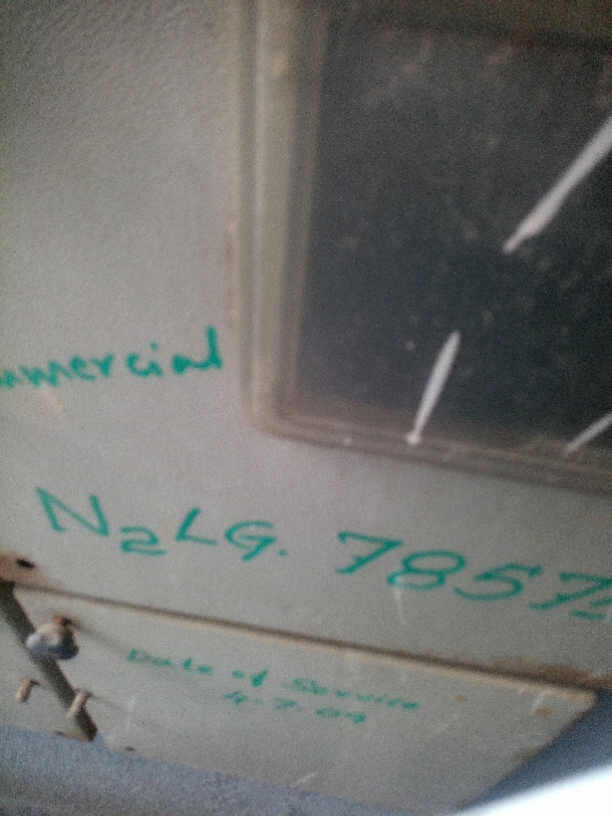 mmercial
N2LG. 7857
Date of Service
4.7.09